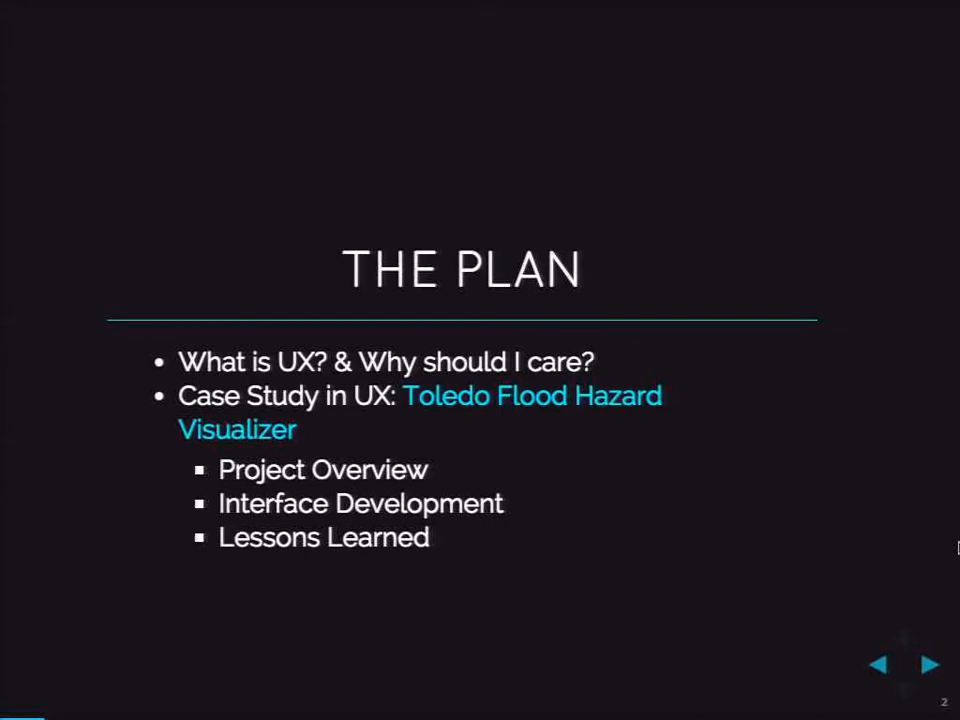 THE PLAN
• What is UX? & Why should I care?
• Case Study in UX: Toledo Flood Hazard
Visualizer
▪ Project Overview
▪ Interface Development
▪ Lessons Learned
2